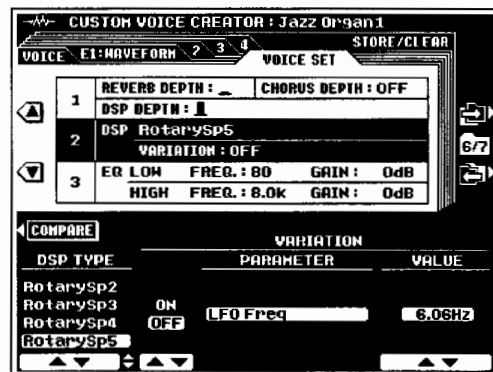 CUSTOM VOICE CREATOR : Jazz Organ1
STORE/CLEAR
VOICE E1:WAVEFORM 2 3 4 VOICE SET
1 REVERB DEPTH : CHORUS DEPTH : OFF
DSP DEPTH :
2 DSP RotarySp5
VARIATION : OFF
3 EQ LOW FREQ. : 80 GAIN : 0dB
HIGH FREQ. : 8.0k GAIN : 0dB
6/7
COMPARE
VARIATION
DSP TYPE PARAMETER VALUE
RotarySp2
RotarySp3 ON
RotarySp4 OFF LFO Freq 6.06Hz
RotarySp5